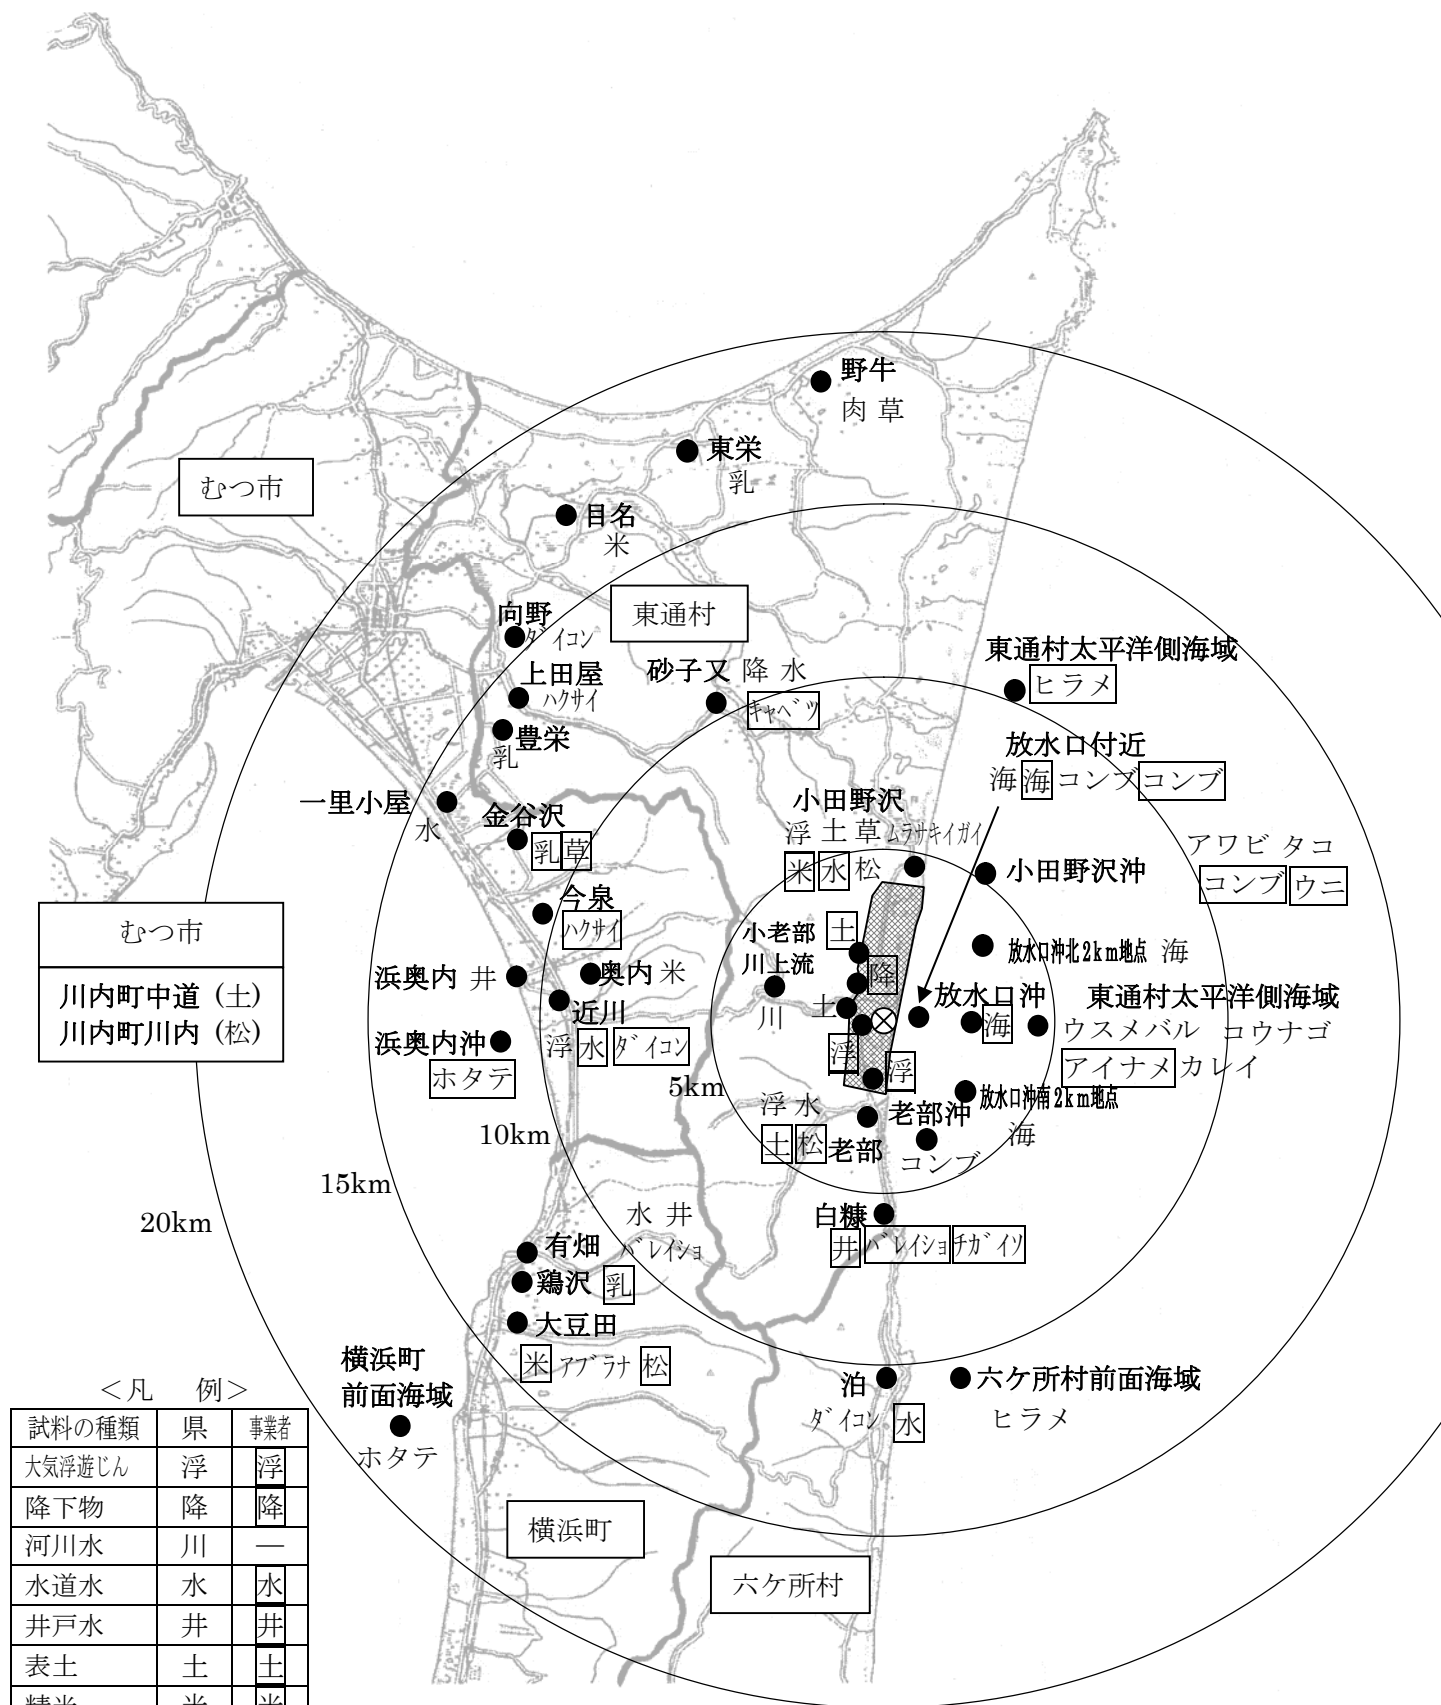 野牛
肉 草
東栄
乳
むつ市
目名
米
東通村
向野
ダイコン
東通村太平洋側海域
ヒラメ
上田屋
ハクサイ
砂子又 降 水
キャベツ
豊栄
乳
放水口付近
海 海 コンブ コンブ
一里小屋
水
金谷沢
乳 草
小田野沢
浮 土 草 ムラサキイガイ
米 水 松
アワビ タコ
コンブ ウニ
小田野沢沖
今泉
ハクサイ
むつ市
川内町中道 (土)
川内町川内 (松)
小老部
川上流
川
土
降
土
浮
浮
放水口沖北2km地点 海
浜奥内 井
奥内 米
近川
浮 水 ダイコン
放水口沖
海
東通村太平洋側海域
ウスメバル コウナゴ
アイナメ カレイ
浜奥内沖
ホタテ
5km
10km
15km
20km
浮 水
土 松 老部
老部沖
コンブ
放水口沖南2km地点
海
白糠
井 バレイショ チガイソ
水 井
有畑 バレイショ
鶏沢 乳
大豆田
米 アブラナ 松
横浜町
前面海域
ホタテ
泊
ダイコン 水
六ケ所村前面海域
ヒラメ
横浜町
六ケ所村
<凡 例>
試料の種類 県 事業者
大気浮遊じん 浮 浮
降下物 降 降
河川水 川 —
水道水 水 水
井戸水 井 井
表土 土 土
精米 米 米